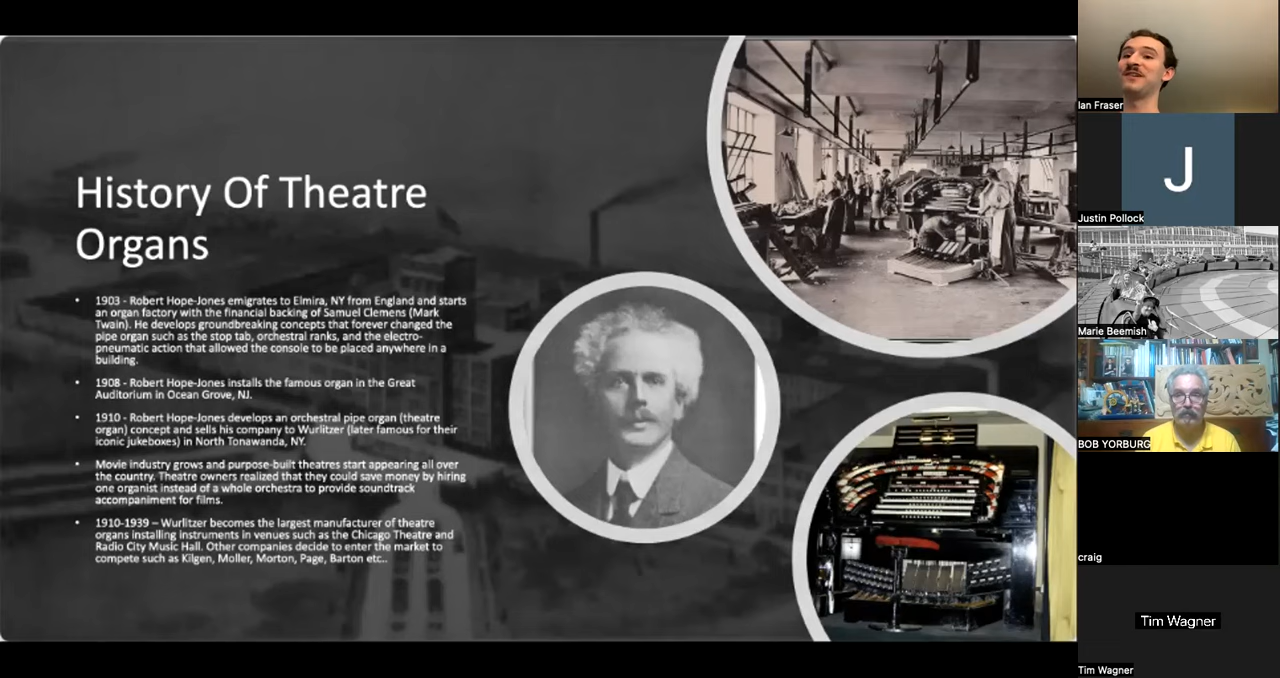 History Of Theatre
Organs
• 1903 - Robert Hope-Jones emigrates to Elmira, NY from England and starts
an organ factory with the financial backing of Samuel Clemens (Mark
Twain). He develops groundbreaking concepts that forever changed the
pipe organ such as the stop tab, orchestral ranks, and the electro-
pneumatic action that allowed the console to be placed anywhere in a
building.
• 1908 - Robert Hope-Jones installs the famous organ in the Great
Auditorium in Ocean Grove, NJ.
• 1910 - Robert Hope-Jones develops an orchestral pipe organ (theatre
organ) concept and sells his company to Wurlitzer (later famous for their
iconic jukeboxes) in North Tonawanda, NY.
• Movie industry grows and purpose-built theatres start appearing all over
the country. Theatre owners realized that they could save money by hiring
one organist instead of a whole orchestra to provide soundtrack
accompaniment for films.
• 1910-1939 – Wurlitzer becomes the largest manufacturer of theatre
organs installing instruments in venues such as the Chicago Theatre and
Radio City Music Hall. Other companies decide to enter the market to
compete such as Kilgen, Moller, Morton, Page, Barton etc..
Ian Fraser
J
Justin Pollock
Marie Beemish
BOB YORBURG
craig
Tim Wagner
Tim Wagner